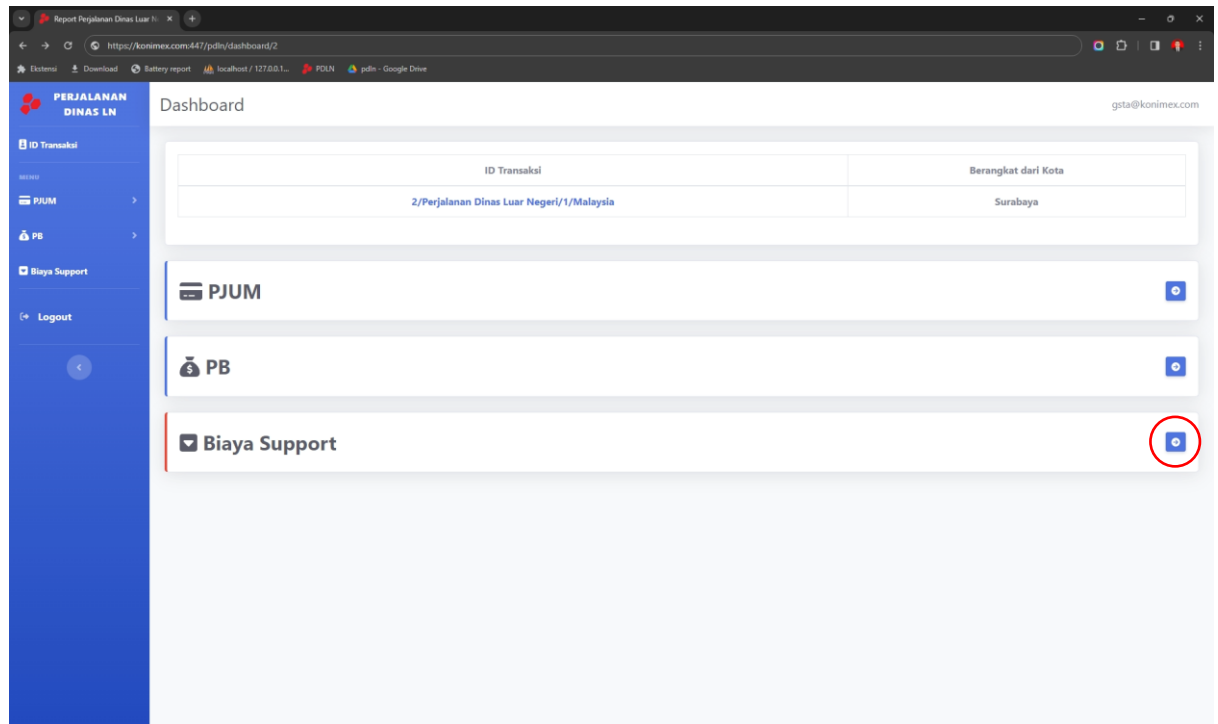 Report Perjalanan Dinas Luar N
https://konimex.com:447/pdln/dashboard/2
Ekstensi Download Battery report localhost / 127.0.0.1... PDLN pdln - Google Drive
PERJALANAN
DINAS LN
Dashboard
gsta@konimex.com
ID Transaksi
MENU
PJUM
PB
Biaya Support
Logout
ID Transaksi Berangkat dari Kota
2/Perjalanan Dinas Luar Negeri/1/Malaysia Surabaya
PJUM
PB
Biaya Support